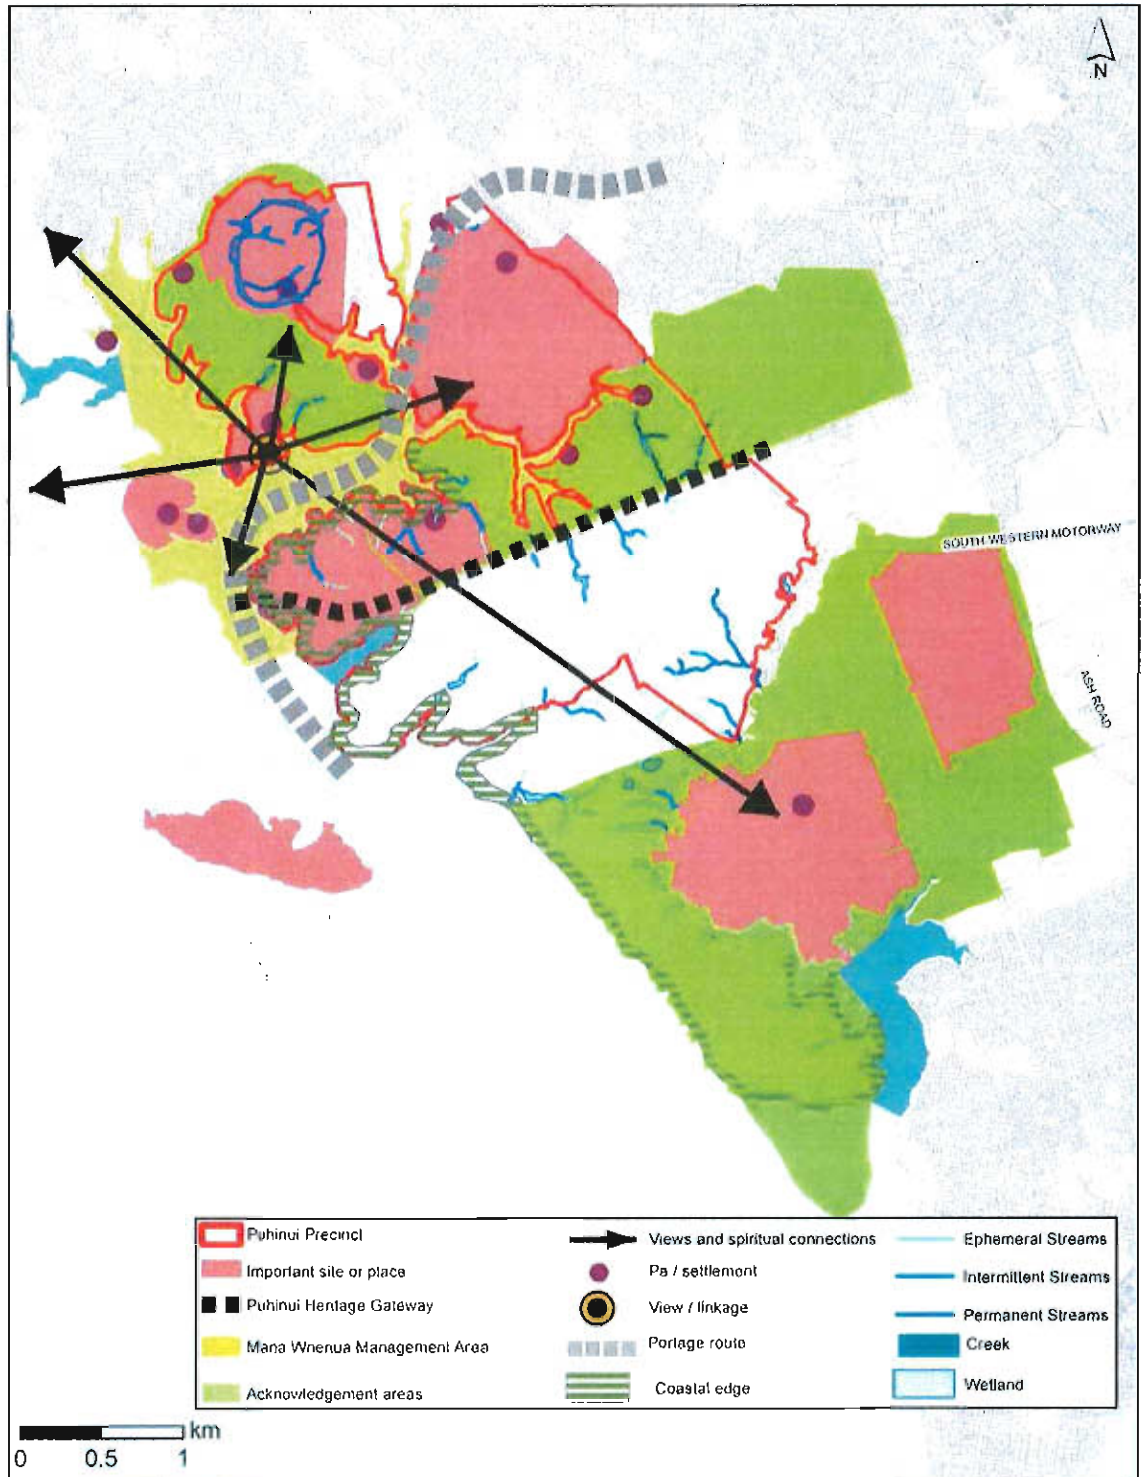 N
SOUTH WESTERN MOTORWAY
ASH ROAD
Puhinui Precinct
Important site or place
Puhinui Heritage Gateway
Mana Whenua Management Area
Acknowledgement areas
Views and spiritual connections
Pa / settlement
View / linkage
Portage route
Coastal edge
Ephemeral Streams
Intermittent Streams
Permanent Streams
Creek
Wetland
km
0 0.5 1